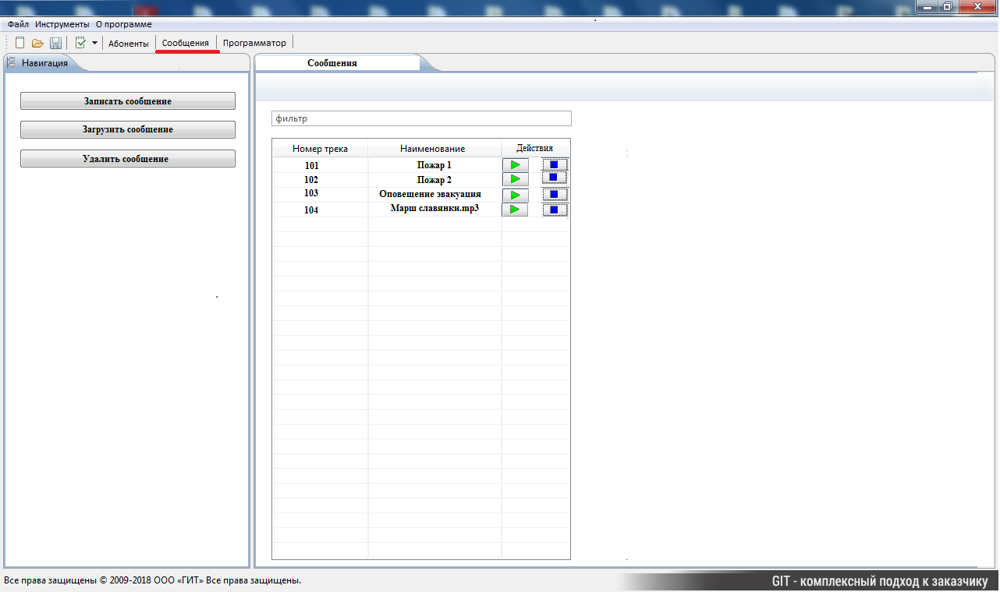 Файл Инструменты О программе
Абоненты Сообщения Программатор
Навигация
Сообщения
Записать сообщение
Загрузить сообщение
Удалить сообщение
фильтр
Номер трека Наименование Действия
101 Пожар 1
102 Пожар 2
103 Оповещение эвакуация
104 Марш славянки.mp3
Все права защищены © 2009-2018 ООО «ГИТ» Все права защищены.
GIT - комплексный подход к заказчику